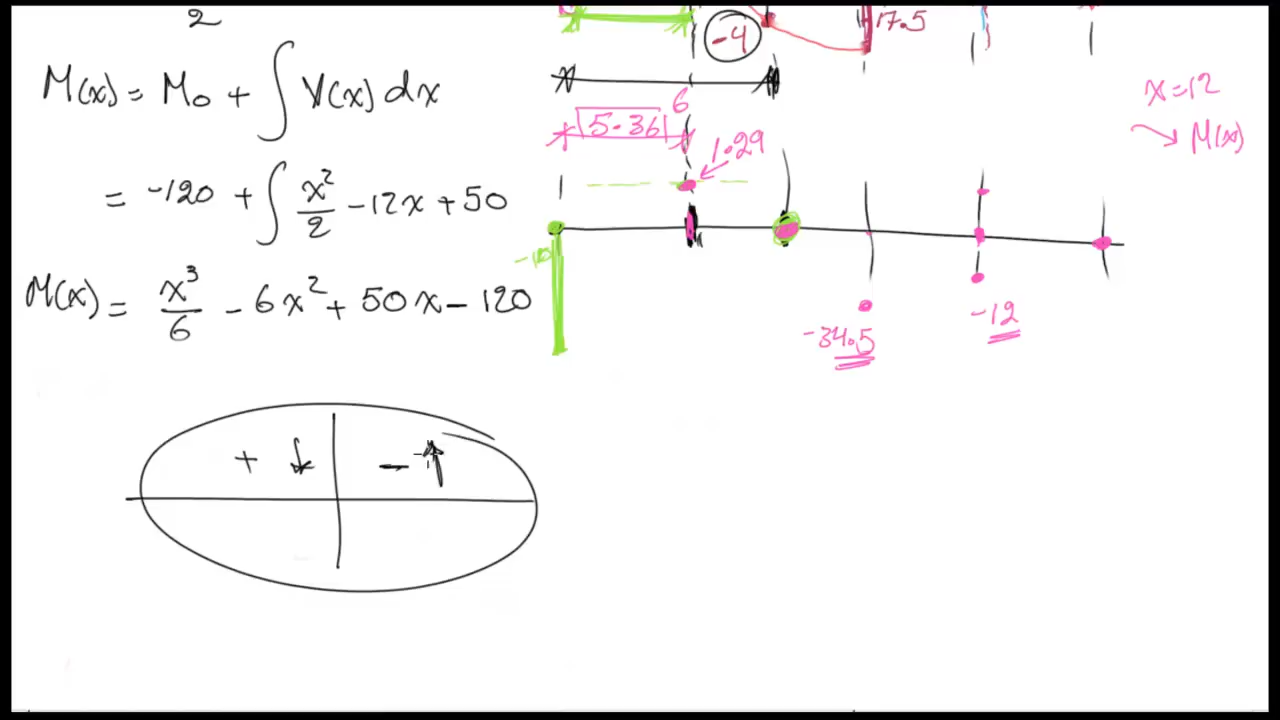 2
M(x) = M₀ + ∫ V(x) dx
= -120 + ∫ x²/2 - 12x + 50
M(x) = x³/6 - 6x² + 50x - 120
+ ↓ - ↑
-4
17.5
6
5.36
1.29
x=12
→ M(x)
-34.5
-12